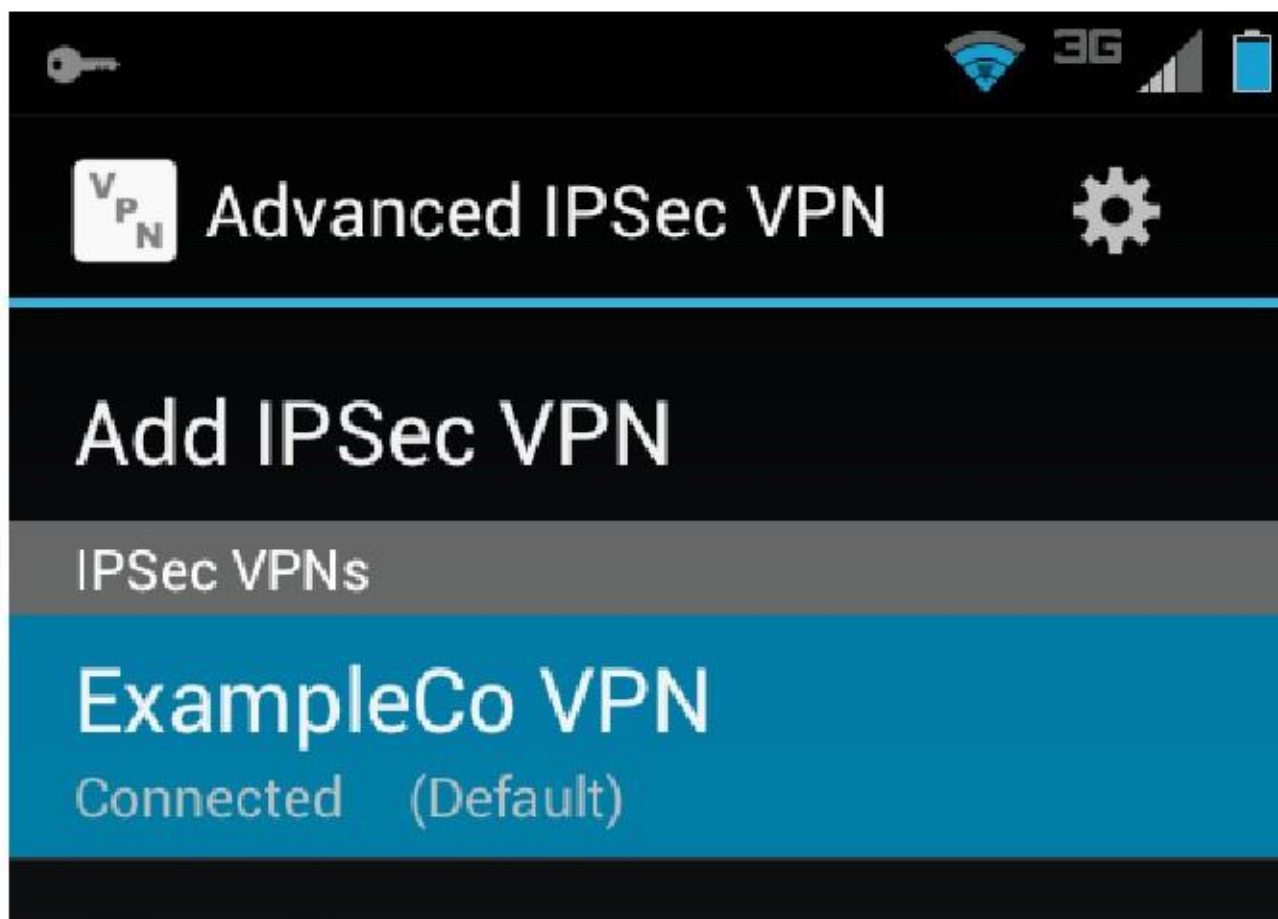 3G
VPN
Advanced IPSec VPN
Add IPSec VPN
IPSec VPNs
ExampleCo VPN
Connected (Default)